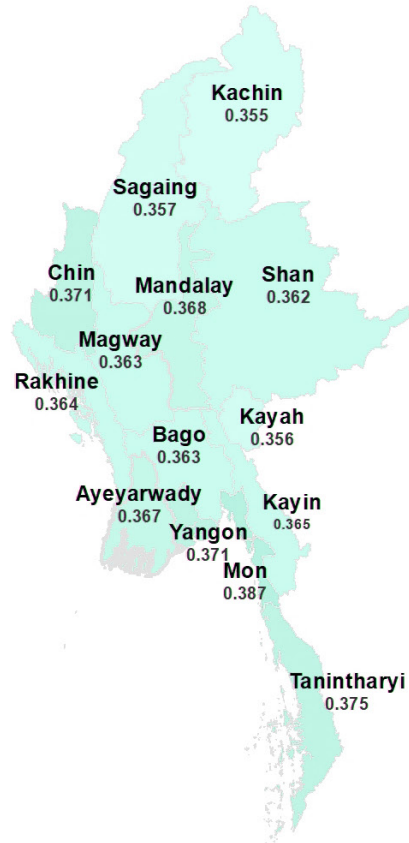 Kachin
0.355
Sagaing
0.357
Chin
0.371
Mandalay
0.368
Shan
0.362
Magway
0.363
Rakhine
0.364
Kayah
0.356
Bago
0.363
Ayeyarwady
0.367
Kayin
0.365
Yangon
0.371
Mon
0.387
Tanintharyi
0.375